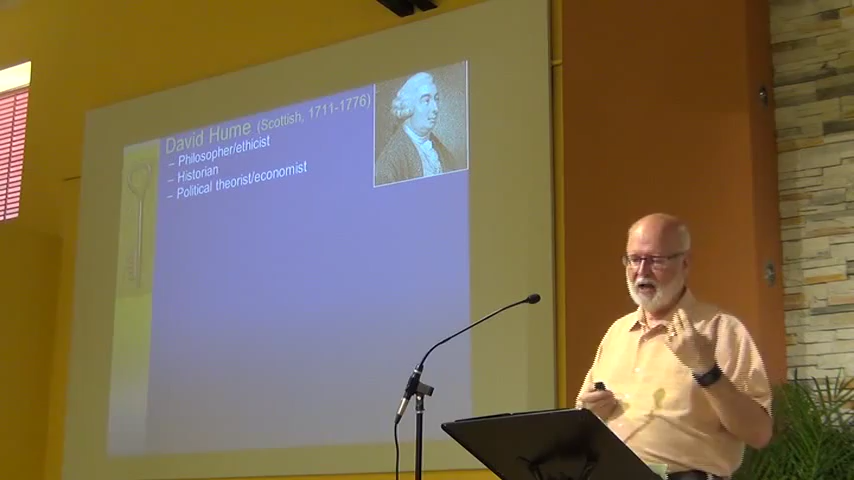 David Hume (Scottish, 1711-1776)
– Philosopher/ethicist
– Historian
– Political theorist/economist